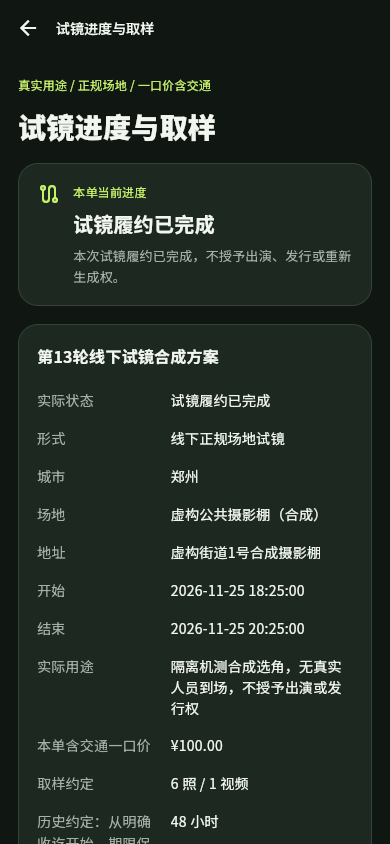 试镜进度与取样
真实用途 / 正规场地 / 一口价含交通
试镜进度与取样
本单当前进度
试镜履约已完成
本次试镜履约已完成，不授予出演、发行或重新
生成权。
第13轮线下试镜合成方案
实际状态 试镜履约已完成
形式 线下正规场地试镜
城市 郑州
场地 虚构公共摄影棚（合成）
地址 虚构街道1号合成摄影棚
开始 2026-11-25 18:25:00
结束 2026-11-25 20:25:00
实际用途 隔离机测合成选角，无真实
人员到场，不授予出演或发
行权
本单含交通一口价 ¥100.00
取样约定 6 照 / 1 视频
历史约定：从明确 48 小时
收讫开始，期限保